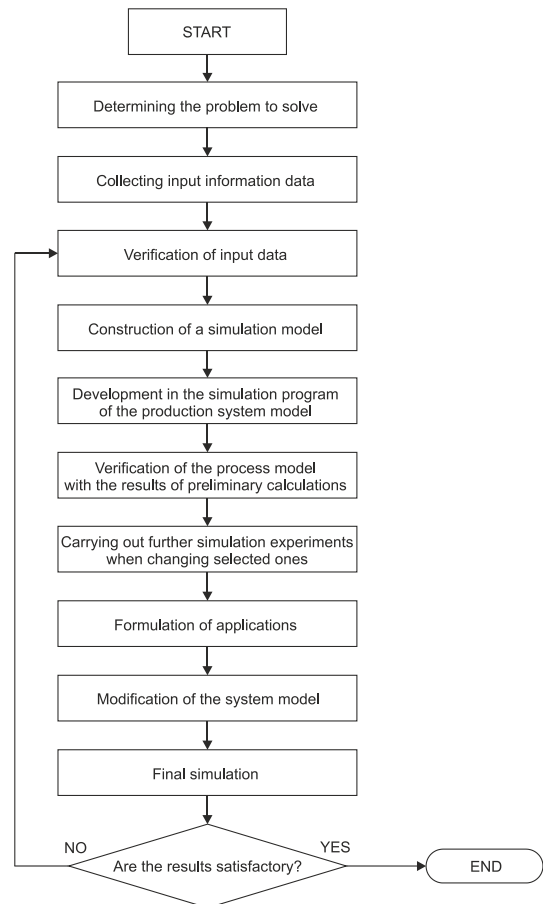 START
Determining the problem to solve
Collecting input information data
Verification of input data
Construction of a simulation model
Development in the simulation program
of the production system model
Verification of the process model
with the results of preliminary calculations
Carrying out further simulation experiments
when changing selected ones
Formulation of applications
Modification of the system model
Final simulation
NO
Are the results satisfactory?
YES
END